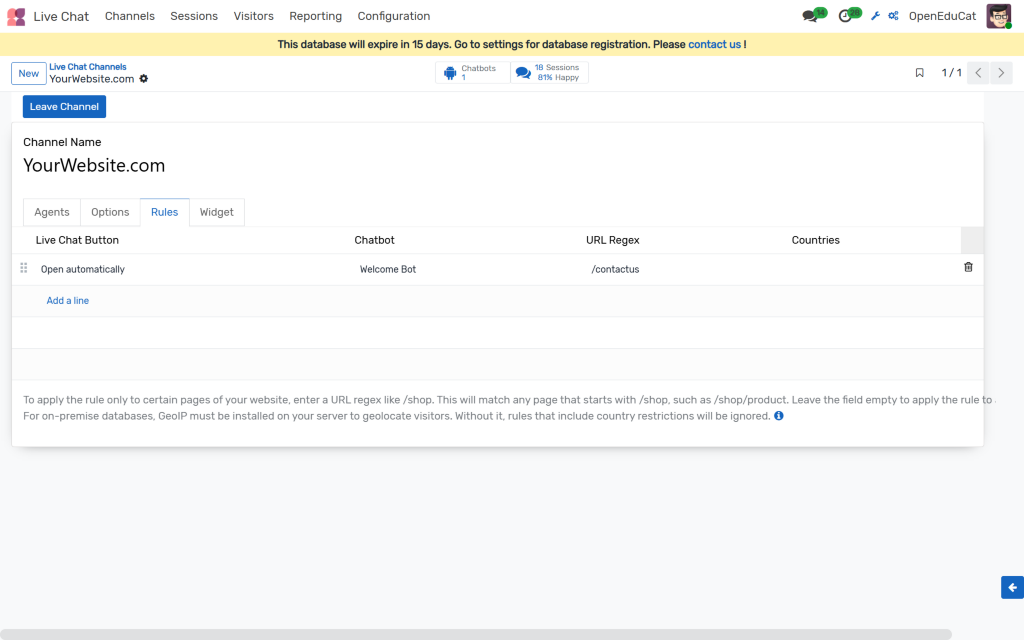 Live Chat Channels Sessions Visitors Reporting Configuration 14 28 OpenEduCat
This database will expire in 15 days. Go to settings for database registration. Please contact us !
New
Live Chat Channels
YourWebsite.com
Chatbots
1
18 Sessions
81% Happy
1 / 1
Leave Channel
Channel Name
YourWebsite.com
Agents Options Rules Widget
Live Chat Button Chatbot URL Regex Countries
Open automatically Welcome Bot /contactus
Add a line
To apply the rule only to certain pages of your website, enter a URL regex like /shop. This will match any page that starts with /shop, such as /shop/product. Leave the field empty to apply the rule to
For on-premise databases, GeoIP must be installed on your server to geolocate visitors. Without it, rules that include country restrictions will be ignored.